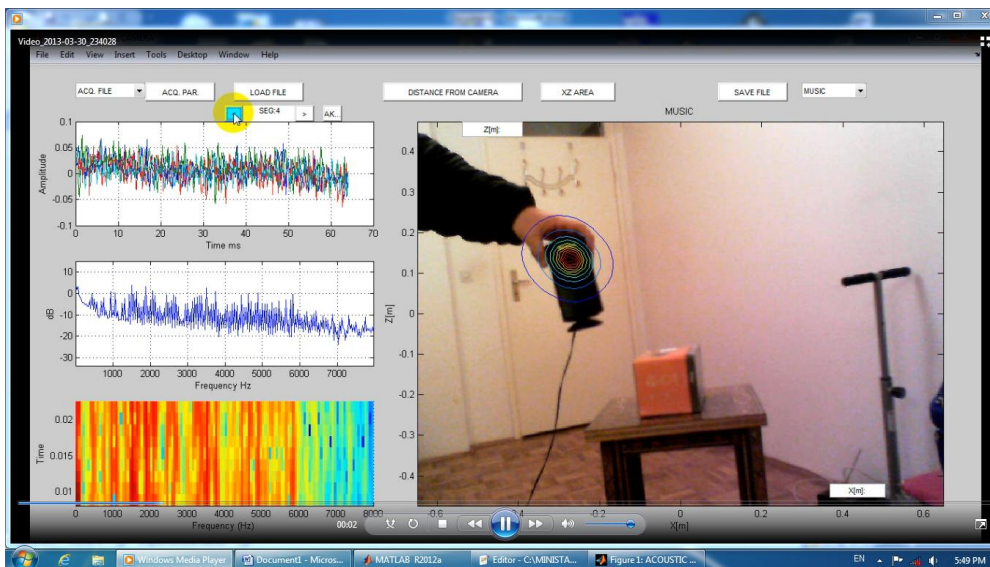 Video_2013-03-30_234028
File Edit View Insert Tools Desktop Window Help
ACQ. FILE ACQ. PAR. LOAD FILE DISTANCE FROM CAMERA XZ AREA SAVE FILE MUSIC
SEG:4 > AK...
MUSIC
Z[m]:
0.1
0.05
0
-0.05
-0.1
Amplitude
0 10 20 30 40 50 60 70
Time ms
10
0
-10
-20
-30
dB
1000 2000 3000 4000 5000 6000 7000
Frequency Hz
0.02
0.015
0.01
Time
0 1000 2000 3000 4000 5000 6000 7000 8000
Frequency (Hz)
0.4
0.3
0.2
0.1
0
-0.1
-0.2
-0.3
-0.4
Z[m]
X[m]:
-0.6 -0.4 0.2 0.4 0.6
X[m]
00:02
Windows Media Player Document1 - Micros... MATLAB R2012a Editor - C:\MINISTA... Figure 1: ACOUSTIC ... EN 5:49 PM